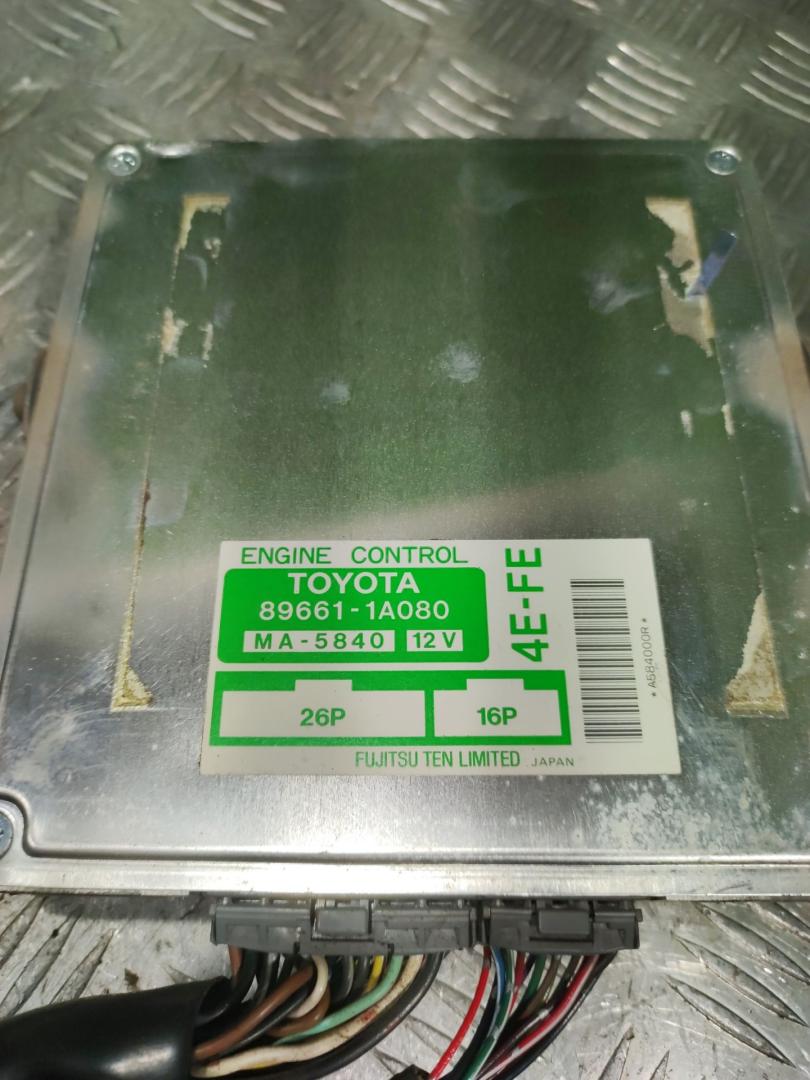 ENGINE CONTROL
TOYOTA
89661-1A080
MA-5840 12V
4E-FE
26P 16P
*A584000R*
FUJITSU TEN LIMITED JAPAN